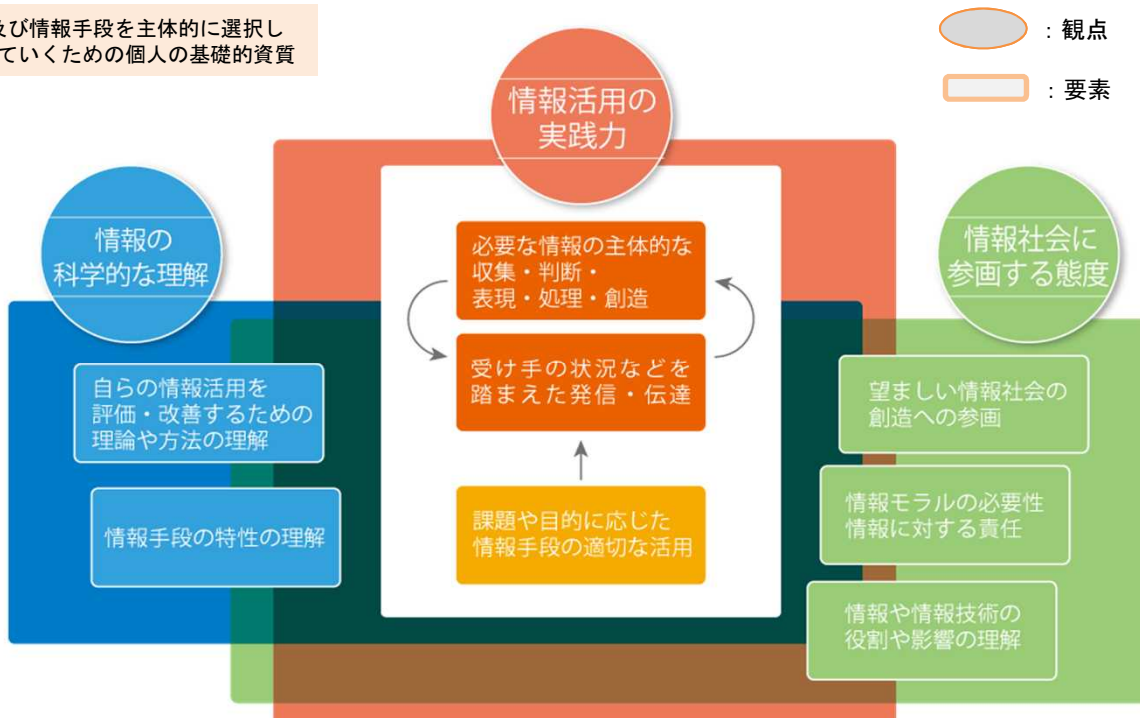 及び情報手段を主体的に選択し
ていくための個人の基礎的資質
：観点
：要素
情報活用の
実践力
情報の
科学的な理解
情報社会に
参画する態度
必要な情報の主体的な
収集・判断・
表現・処理・創造
受け手の状況などを
踏まえた発信・伝達
課題や目的に応じた
情報手段の適切な活用
自らの情報活用を
評価・改善するための
理論や方法の理解
情報手段の特性の理解
望ましい情報社会の
創造への参画
情報モラルの必要性
情報に対する責任
情報や情報技術の
役割や影響の理解